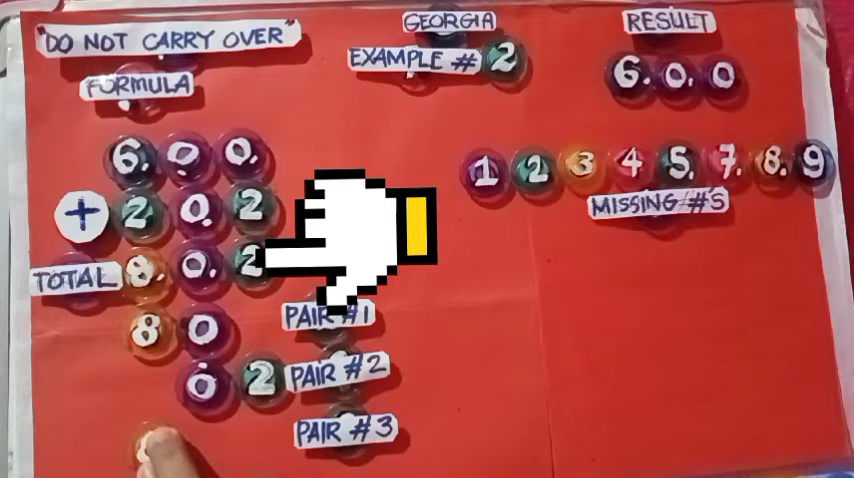 "DO NOT CARRY OVER"
GEORGIA
RESULT
FORMULA
EXAMPLE # 2
6. 0. 0
6. 0 0.
1 2 3 4 5. 7. 8. 9
+ 2 0. 2
MISSING #S
TOTAL 8. 0. 2
8 0 PAIR #1
0 2 PAIR #2
PAIR #3